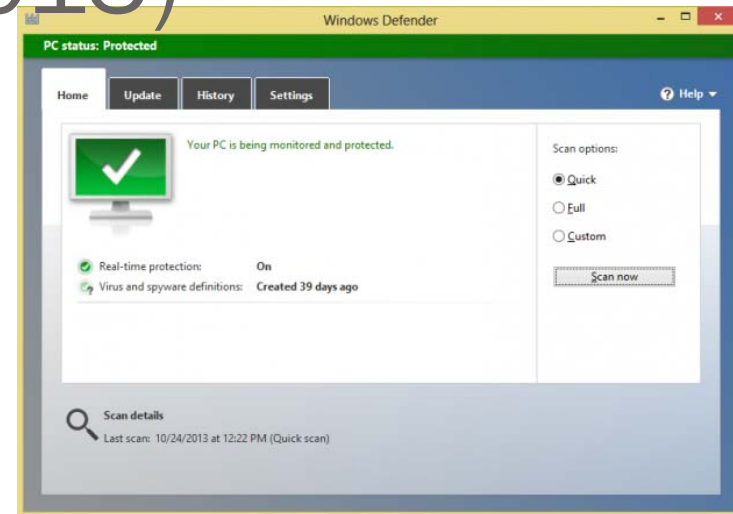 Windows Defender
PC status: Protected
Home Update History Settings Help
Your PC is being monitored and protected.
Scan options:
Quick
Full
Custom
Real-time protection: On
Virus and spyware definitions: Created 39 days ago
Scan now
Scan details
Last scan: 10/24/2013 at 12:22 PM (Quick scan)